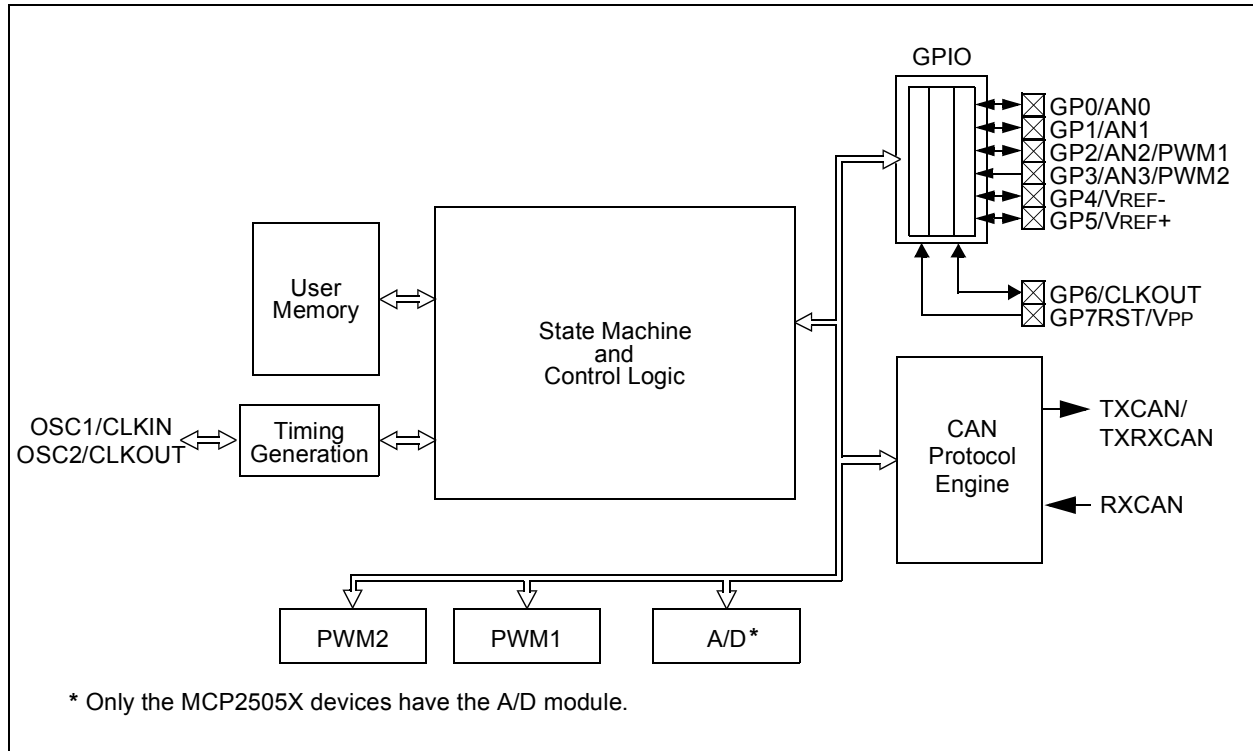 GPIO
GP0/AN0
GP1/AN1
GP2/AN2/PWM1
GP3/AN3/PWM2
GP4/VREF-
GP5/VREF+
GP6/CLKOUT
GP7RST/VPP
User
Memory
State Machine
and
Control Logic
OSC1/CLKIN
OSC2/CLKOUT
Timing
Generation
CAN
Protocol
Engine
TXCAN/
TXRXCAN
RXCAN
PWM2
PWM1
A/D*
* Only the MCP2505X devices have the A/D module.